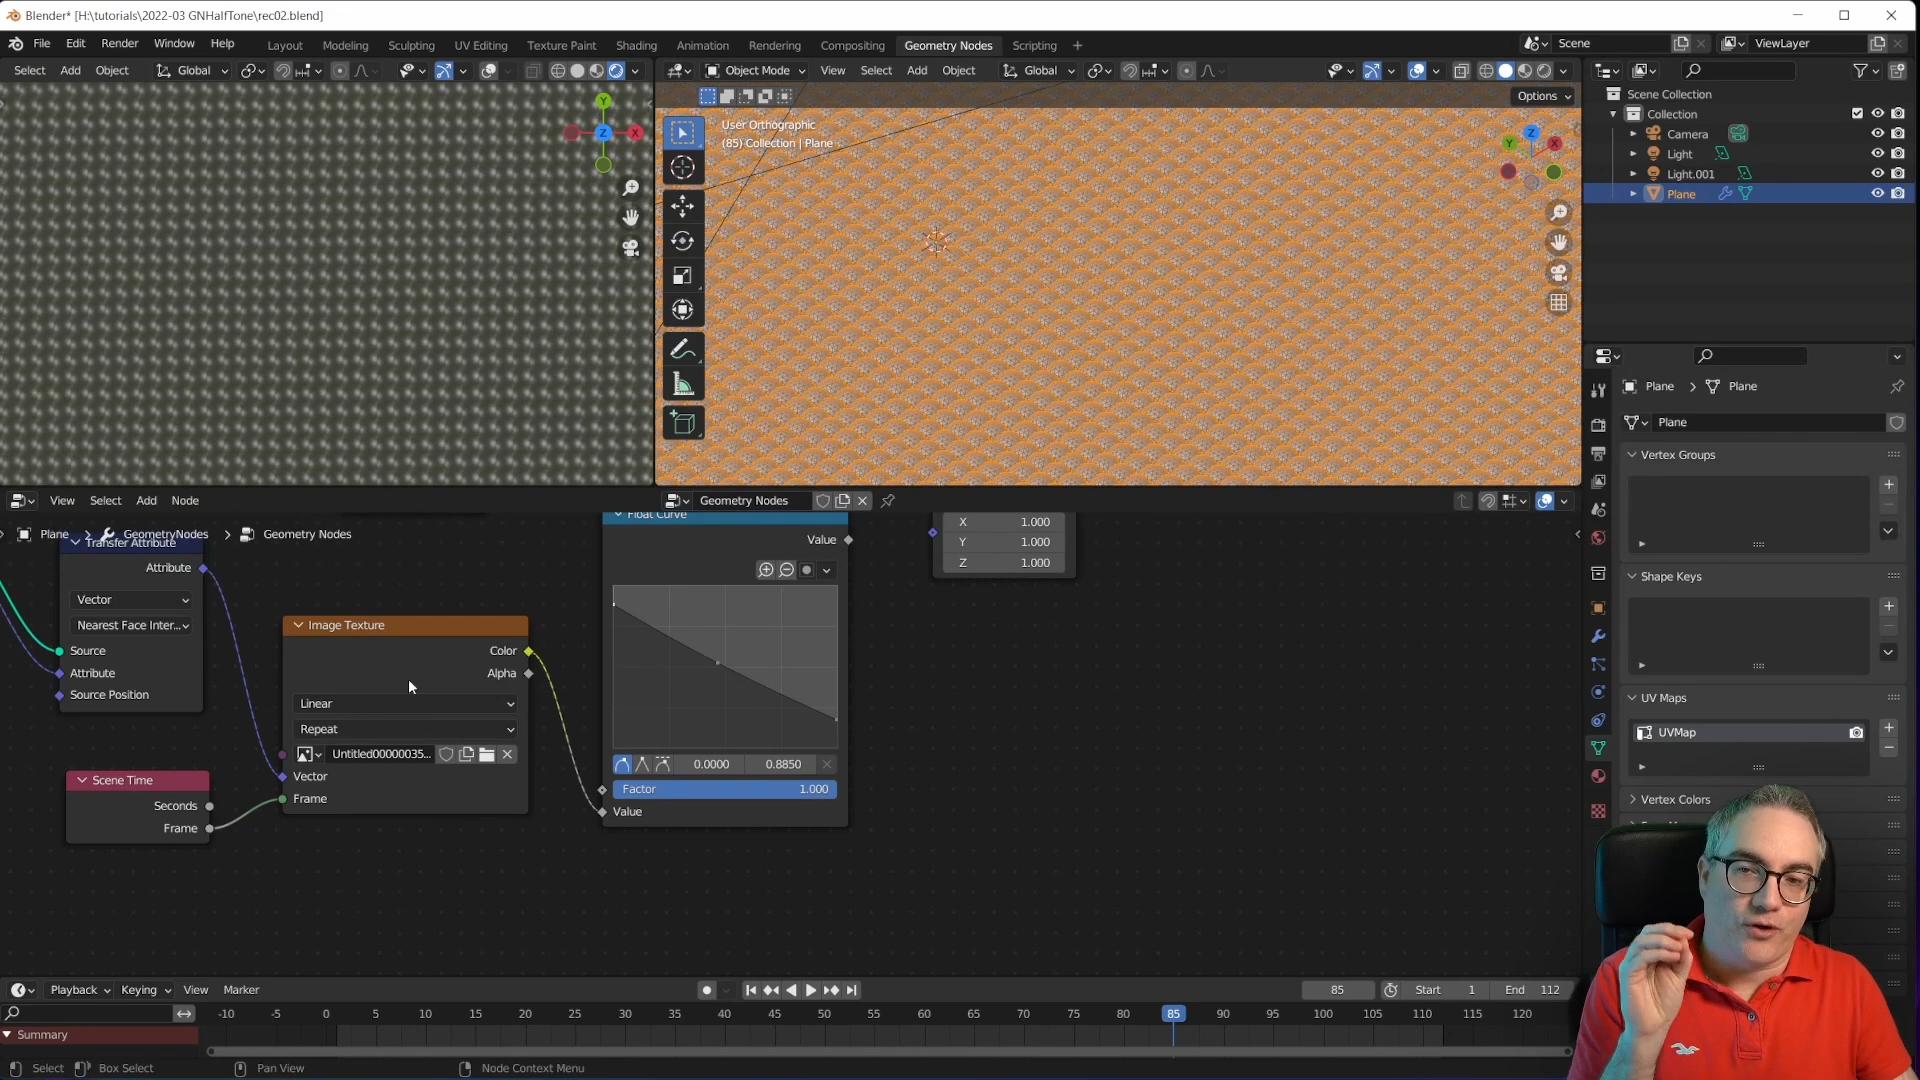 Blender* [H:\tutorials\2022-03 GNHalfTone\rec02.blend]
File Edit Render Window Help Layout Modeling Sculpting UV Editing Texture Paint Shading Animation Rendering Compositing Geometry Nodes Scripting + Scene ViewLayer
Select Add Object Global Object Mode View Select Add Object Global
Options
Y
Z X
User Orthographic
(85) Collection | Plane
Z
Y X
Scene Collection
Collection
Camera
Light
Light.001
Plane
Plane > Plane
Plane
Vertex Groups
Shape Keys
UV Maps
UVMap
Vertex Colors
View Select Add Node Geometry Nodes
Plane > GeometryNodes > Geometry Nodes
Transfer Attribute
Attribute
Vector
Nearest Face Inter...
Source
Attribute
Source Position
Scene Time
Seconds
Frame
Image Texture
Color
Alpha
Linear
Repeat
Untitled00000035...
Vector
Frame
Float Curve
Value
0.0000 0.8850
Factor 1.000
Value
X 1.000
Y 1.000
Z 1.000
Playback Keying View Marker 85 Start 1 End 112
-10 -5 5 10 15 20 25 30 35 40 45 50 55 60 65 70 75 80 85 90 95 100 105 110 115 120
Summary
Select Box Select Pan View Node Context Menu